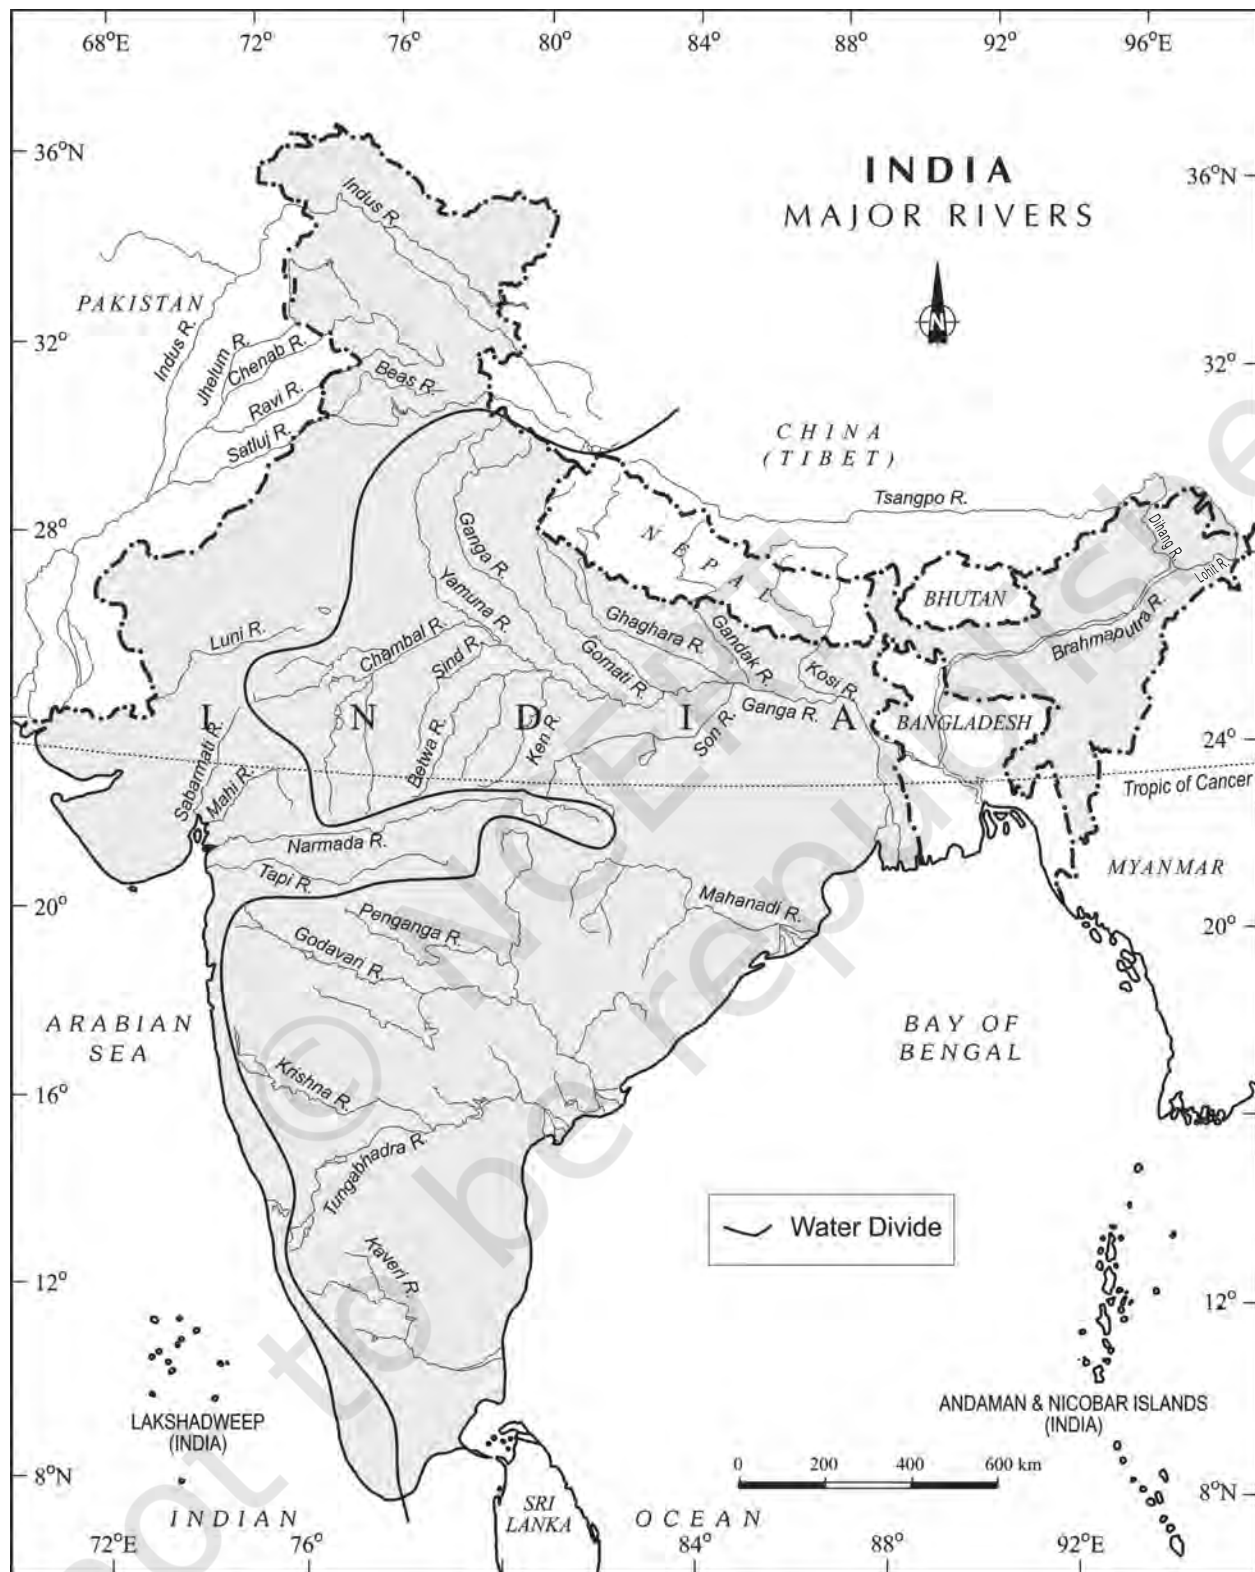 68°E 72° 76° 80° 84° 88° 92° 96°E
36°N
INDIA
MAJOR RIVERS
36°N
Indus R.
N
PAKISTAN
Indus R.
32°
Jhelum R.
Chenab R.
Beas R.
32°
Ravi R.
Satluj R.
CHINA
(TIBET)
Tsangpo R.
28°
28°
Dihang R.
Lohit R.
NEPAL
Ganga R.
BHUTAN
Yamuna R.
Ghaghara R.
Gandak R.
Brahmaputra R.
Luni R.
Chambal R.
Sind R.
Gomati R.
Kosi R.
I N D I A
Ganga R.
BANGLADESH
Son R.
Ken R.
Betwa R.
Sabarmati R.
Mahi R.
24°
Tropic of Cancer
Narmada R.
Tapi R.
MYANMAR
20°
Mahanadi R.
20°
Penganga R.
Godavari R.
ARABIAN
SEA
BAY OF
BENGAL
Krishna R.
16°
Tungabhadra R.
Water Divide
Kaveri R.
12°
12°
LAKSHADWEEP
(INDIA)
ANDAMAN & NICOBAR ISLANDS
(INDIA)
0 200 400 600 km
8°N
8°N
SRI
LANKA
INDIAN OCEAN
72°E 76° 84° 88° 92°E
© NCERT
not to be republished